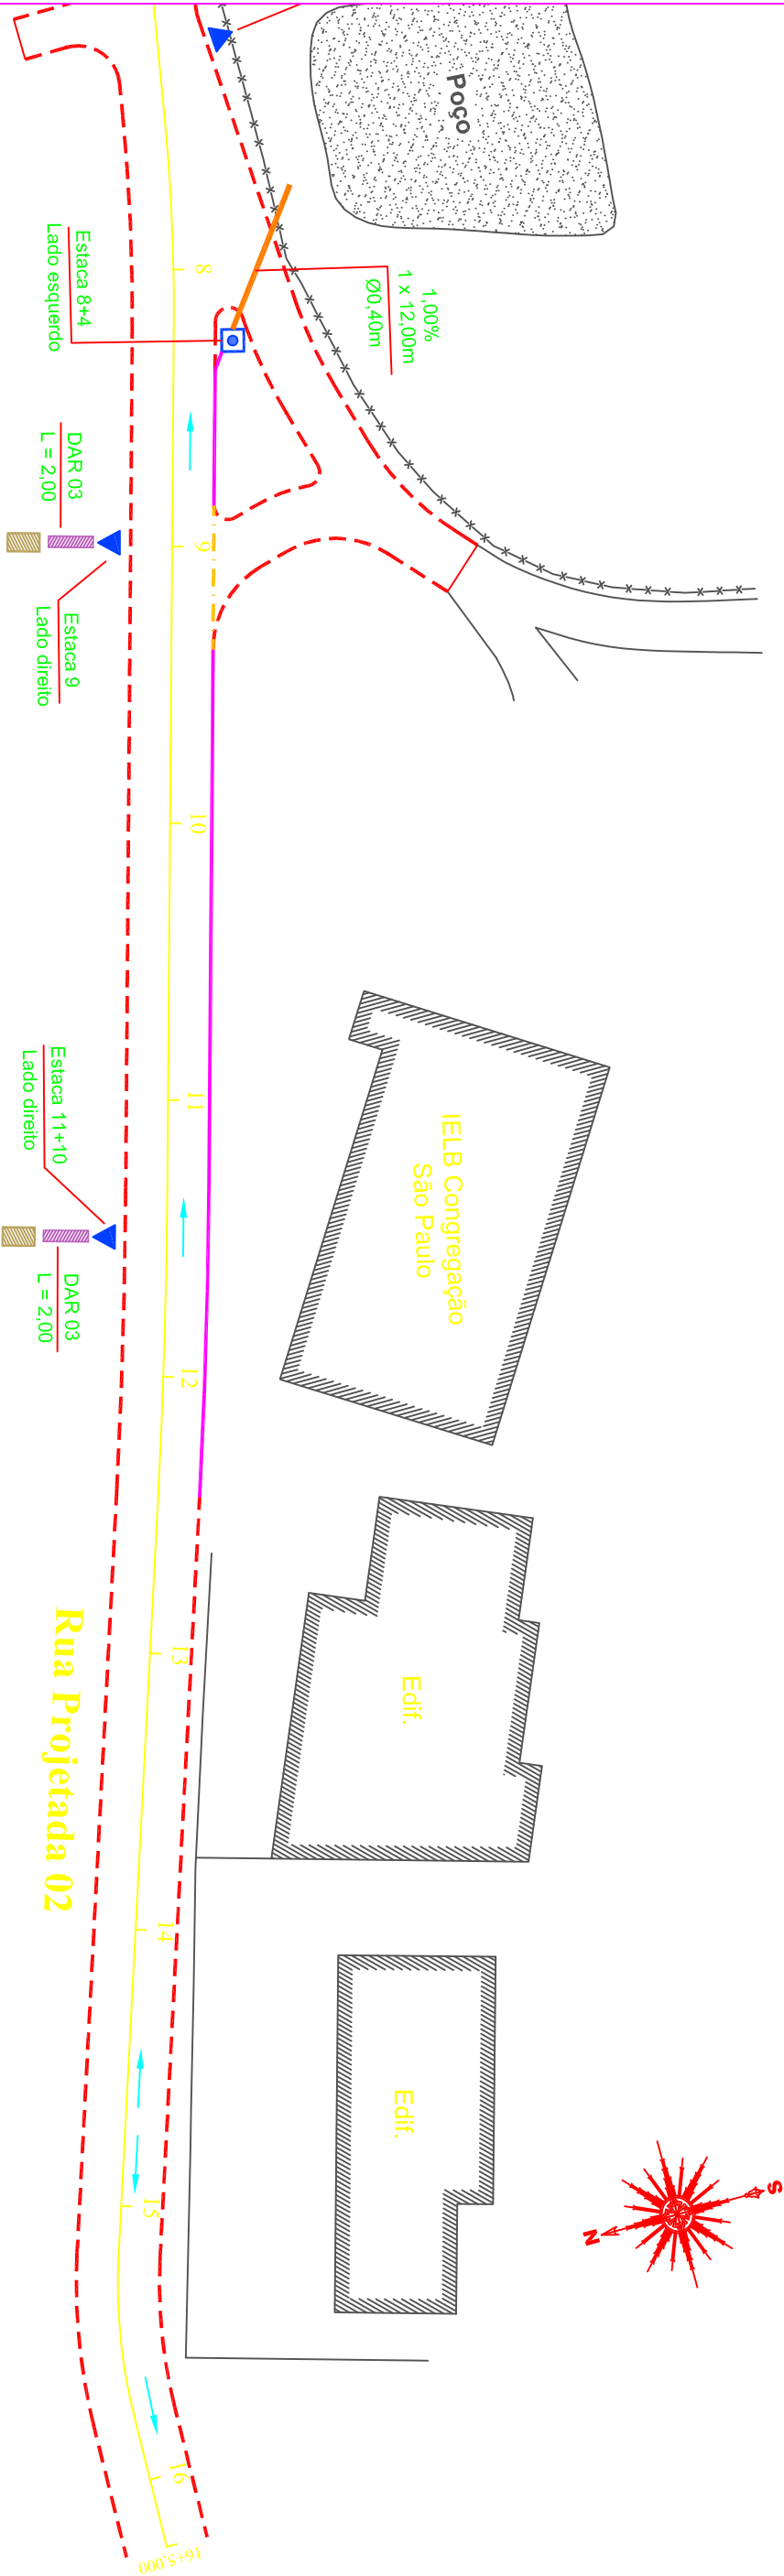 Poço
8
Estaca 8+4
Lado esquerdo
1,00%
1 x 12,00m
Ø0,40m
DAR 03
L = 2,00
9
Estaca 9
Lado direito
10
11
Estaca 11+10
Lado direito
IELB Congregação
São Paulo
DAR 03
L = 2,00
12
13
Edif.
Rua Projetada 02
14
Edif.
15
S
N
16
16+5.000